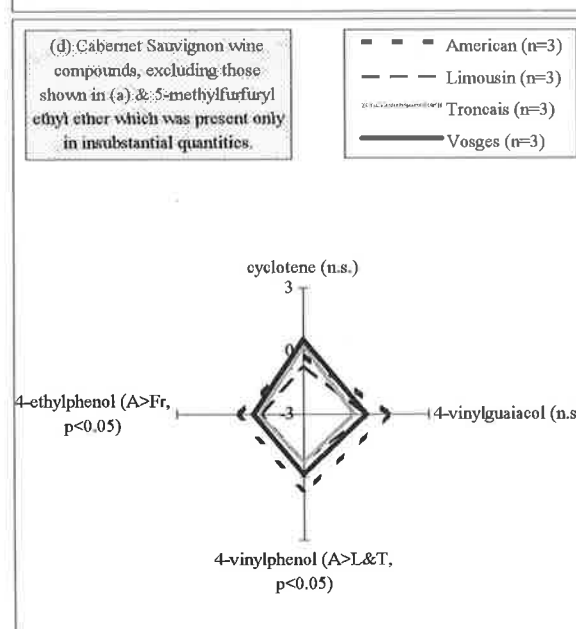 (d) Cabernet Sauvignon wine
compounds, excluding those
shown in (a) & 5-methylfurfuryl
ethyl ether which was present only
in insubstantial quantities.
American (n=3)
Limousin (n=3)
Troncais (n=3)
Vosges (n=3)
cyclotene (n.s.)
3
0
-3
4-ethylphenol (A>Fr,
p<0.05)
4-vinylguaiacol (n.s
4-vinylphenol (A>L&T,
p<0.05)